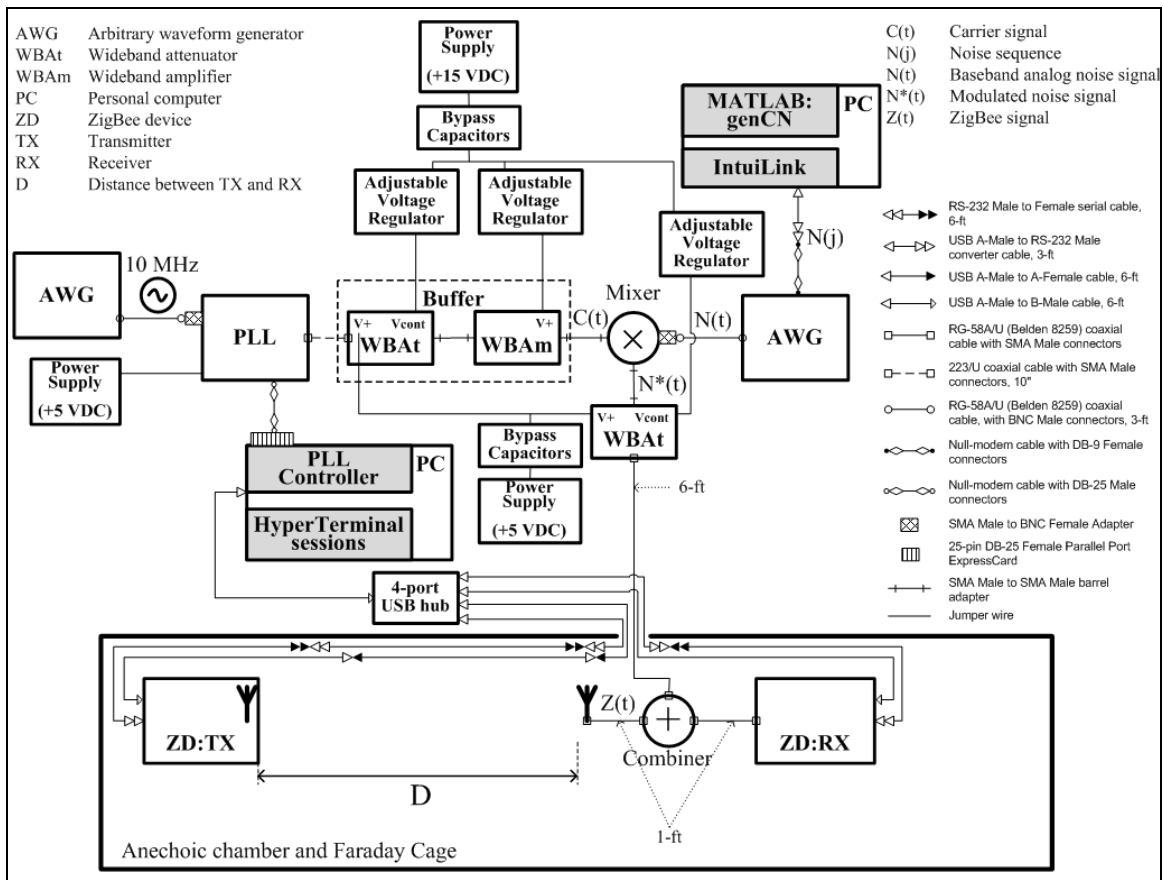 AWG Arbitrary waveform generator
WBAt Wideband attenuator
WBAm Wideband amplifier
PC Personal computer
ZD ZigBee device
TX Transmitter
RX Receiver
D Distance between TX and RX
Power
Supply
(+15 VDC)
Bypass
Capacitors
C(t) Carrier signal
N(j) Noise sequence
N(t) Baseband analog noise signal
N*(t) Modulated noise signal
Z(t) ZigBee signal
MATLAB:
genCN
PC
IntuiLink
Adjustable
Voltage
Regulator
Adjustable
Voltage
Regulator
Adjustable
Voltage
Regulator
N(j)
RS-232 Male to Female serial cable,
6-ft
USB A-Male to RS-232 Male
converter cable, 3-ft
USB A-Male to A-Female cable, 6-ft
USB A-Male to B-Male cable, 6-ft
RG-58A/U (Belden 8259) coaxial
cable with SMA Male connectors
223/U coaxial cable with SMA Male
connectors, 10"
RG-58A/U (Belden 8259) coaxial
cable, with BNC Male connectors, 3-ft
Null-modem cable with DB-9 Female
connectors
Null-modem cable with DB-25 Male
connectors
SMA Male to BNC Female Adapter
25-pin DB-25 Female Parallel Port
ExpressCard
SMA Male to SMA Male barrel
adapter
Jumper wire
10 MHz
AWG
PLL
Buffer
V+ Vcont
WBAt
V+
WBAm
C(t)
Mixer
N(t)
AWG
N*(t)
Power
Supply
(+5 VDC)
V+ Vcont
WBAt
Bypass
Capacitors
Power
Supply
(+5 VDC)
6-ft
PLL
Controller
PC
HyperTerminal
sessions
4-port
USB hub
ZD:TX
Z(t)
Combiner
ZD:RX
D
1-ft
Anechoic chamber and Faraday Cage